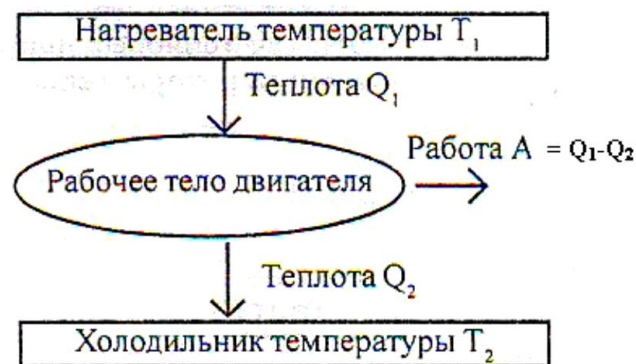 Нагреватель температуры T₁
Теплота Q₁
Работа A = Q₁-Q₂
Рабочее тело двигателя
Теплота Q₂
Холодильник температуры T₂